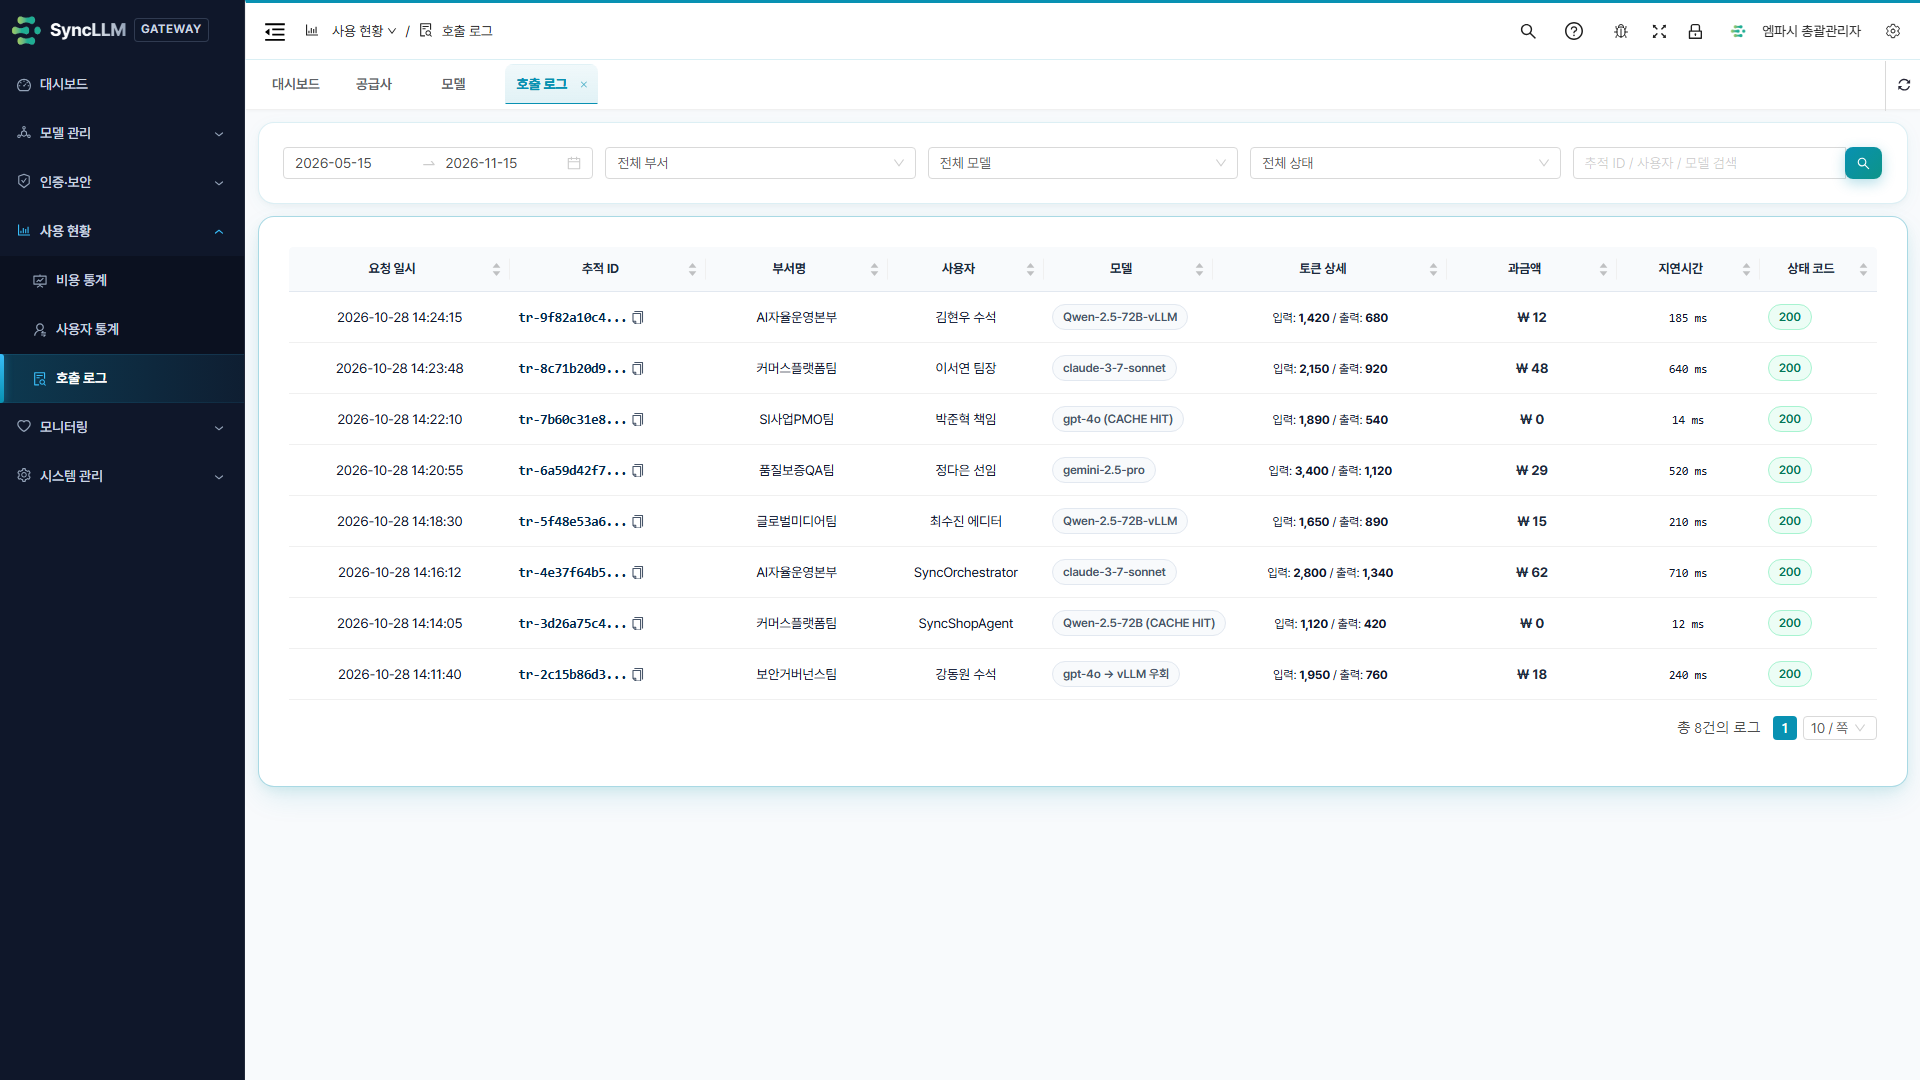 SyncLLM GATEWAY
사용 현황 / 호출 로그
엠파시 총괄관리자
대시보드
모델 관리
인증·보안
사용 현황
비용 통계
사용자 통계
호출 로그
모니터링
시스템 관리
대시보드 공급사 모델 호출 로그 ×
2026-05-15 → 2026-11-15 전체 부서 전체 모델 전체 상태 추적 ID / 사용자 / 모델 검색
요청 일시 추적 ID 부서명 사용자 모델 토큰 상세 과금액 지연시간 상태 코드
2026-10-28 14:24:15 tr-9f82a10c4... AI자율운영본부 김현우 수석 Qwen-2.5-72B-vLLM 입력: 1,420 / 출력: 680 ₩ 12 185 ms 200
2026-10-28 14:23:48 tr-8c71b20d9... 커머스플랫폼팀 이서연 팀장 claude-3-7-sonnet 입력: 2,150 / 출력: 920 ₩ 48 640 ms 200
2026-10-28 14:22:10 tr-7b60c31e8... SI사업PMO팀 박준혁 책임 gpt-4o (CACHE HIT) 입력: 1,890 / 출력: 540 ₩ 0 14 ms 200
2026-10-28 14:20:55 tr-6a59d42f7... 품질보증QA팀 정다은 선임 gemini-2.5-pro 입력: 3,400 / 출력: 1,120 ₩ 29 520 ms 200
2026-10-28 14:18:30 tr-5f48e53a6... 글로벌미디어팀 최수진 에디터 Qwen-2.5-72B-vLLM 입력: 1,650 / 출력: 890 ₩ 15 210 ms 200
2026-10-28 14:16:12 tr-4e37f64b5... AI자율운영본부 SyncOrchestrator claude-3-7-sonnet 입력: 2,800 / 출력: 1,340 ₩ 62 710 ms 200
2026-10-28 14:14:05 tr-3d26a75c4... 커머스플랫폼팀 SyncShopAgent Qwen-2.5-72B (CACHE HIT) 입력: 1,120 / 출력: 420 ₩ 0 12 ms 200
2026-10-28 14:11:40 tr-2c15b86d3... 보안거버넌스팀 강동원 수석 gpt-4o → vLLM 우회 입력: 1,950 / 출력: 760 ₩ 18 240 ms 200
총 8건의 로그 1 10 / 쪽